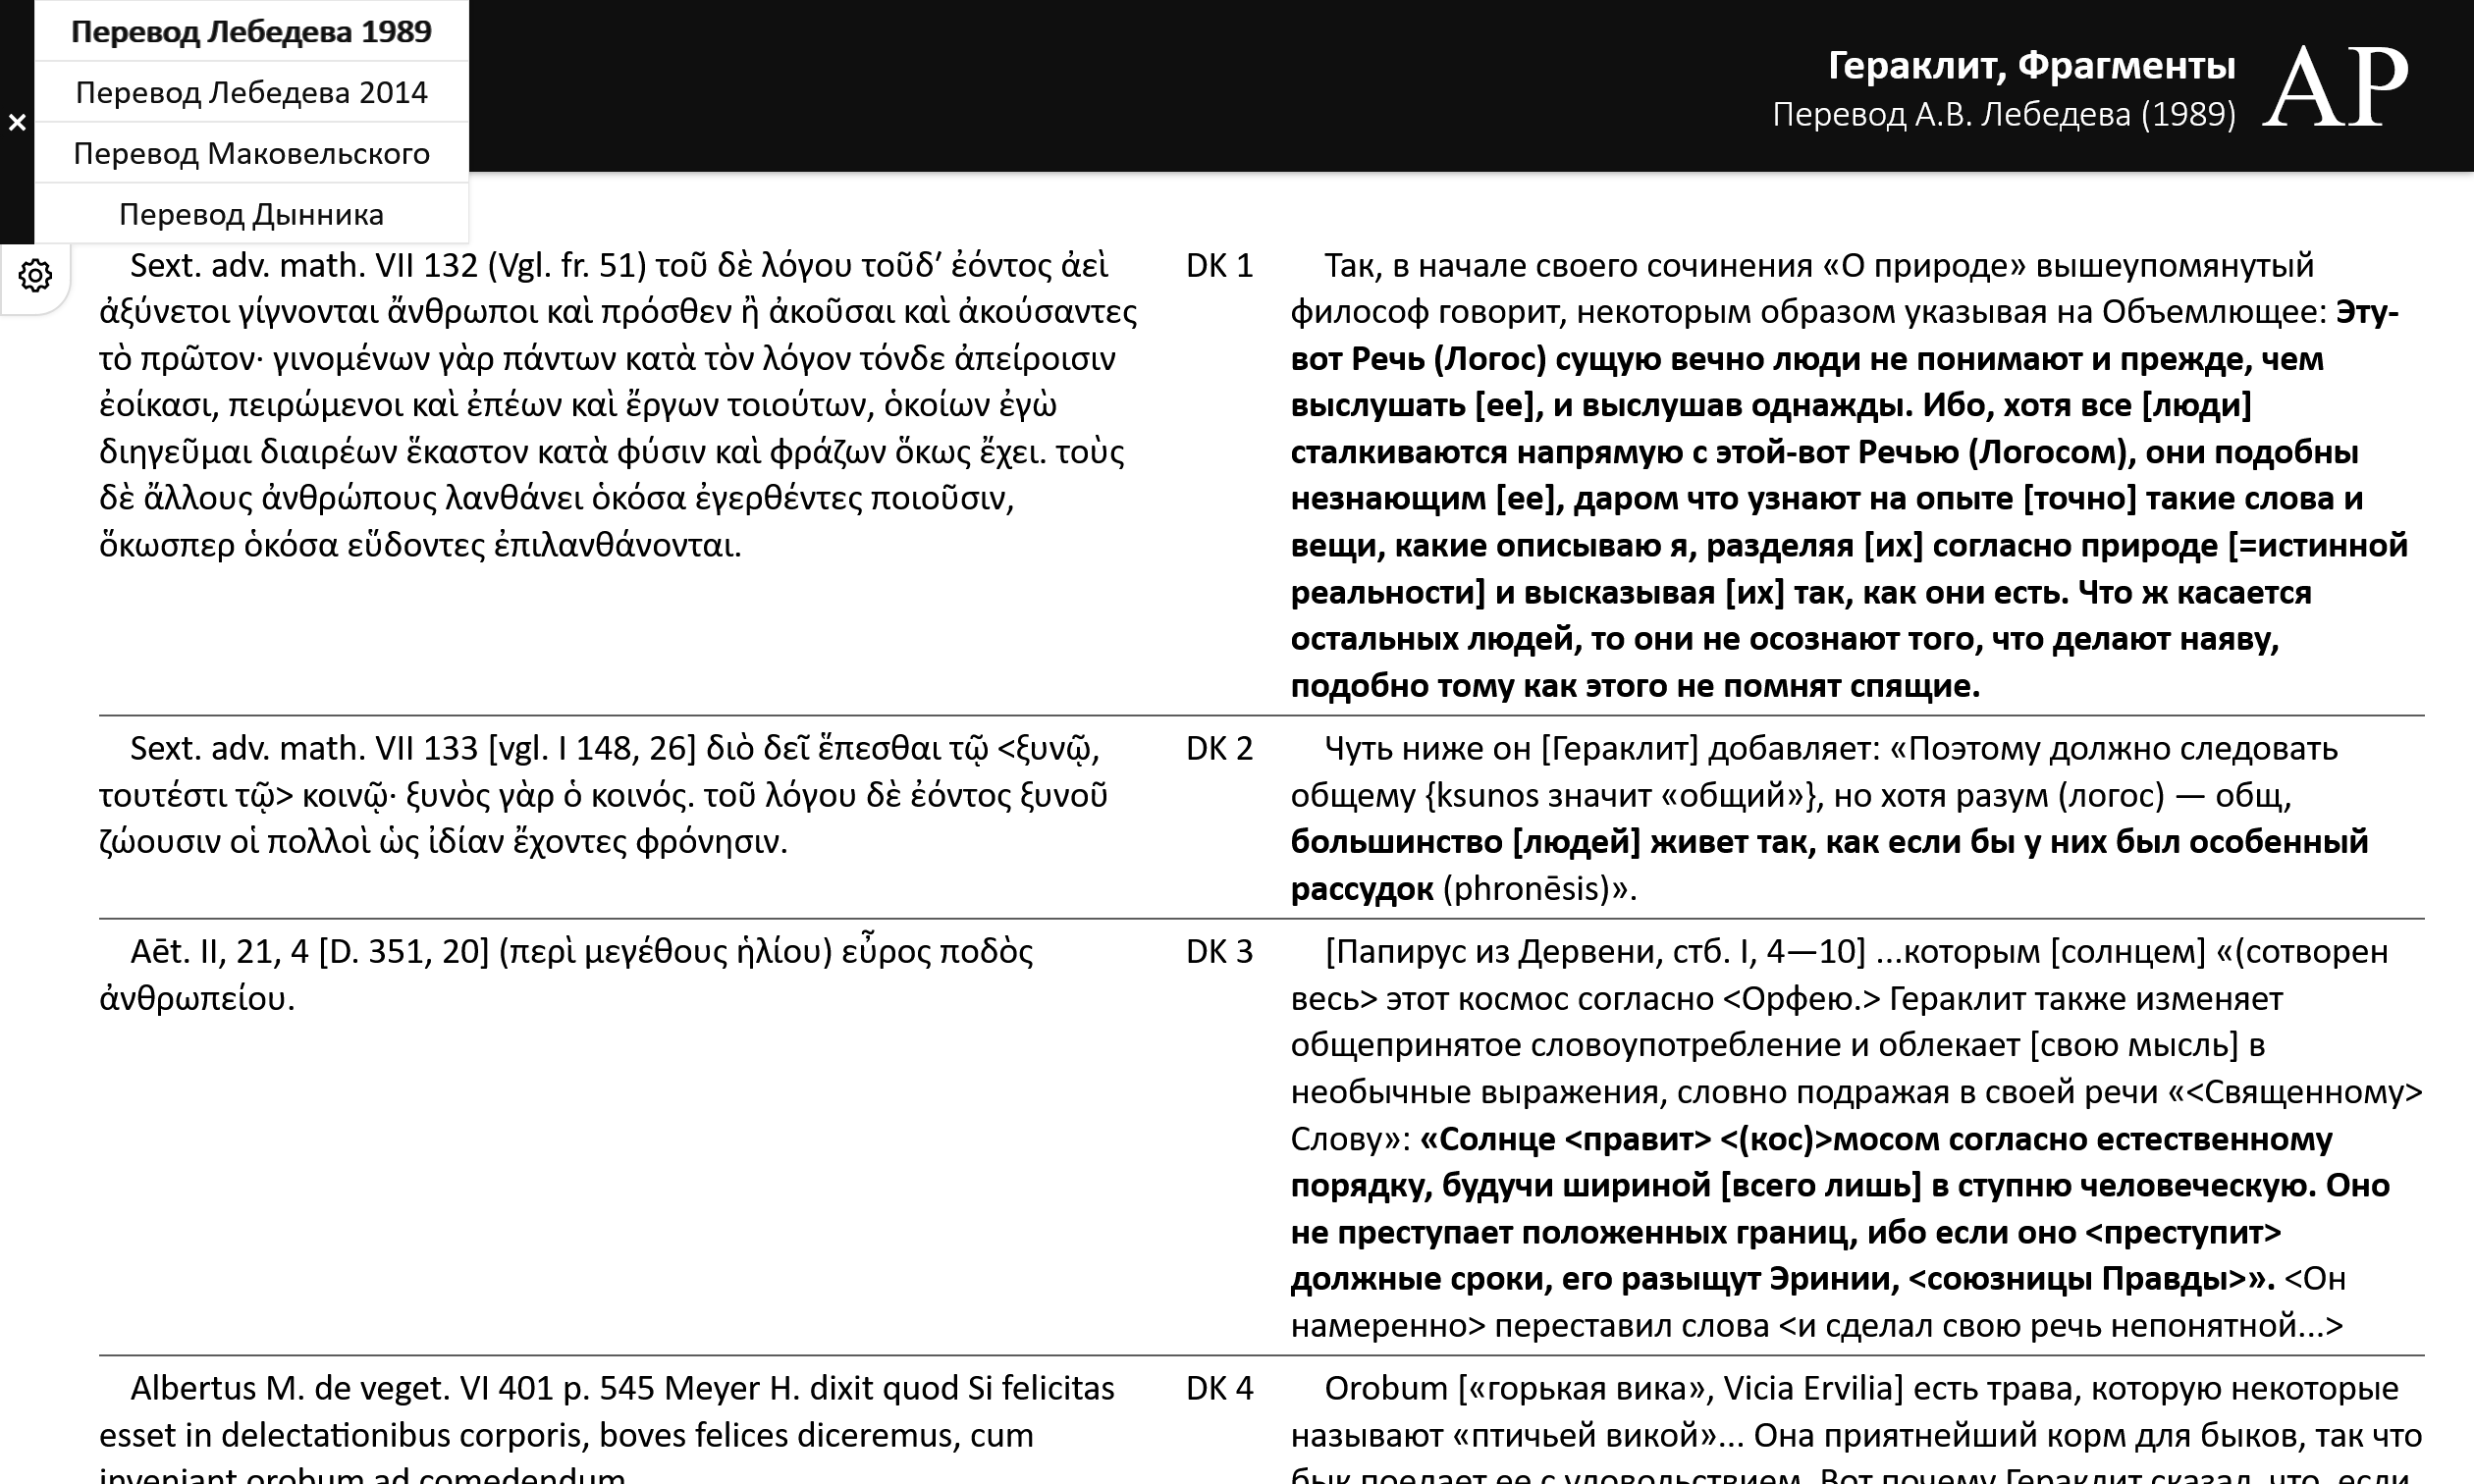 Перевод Лебедева 1989
Перевод Лебедева 2014
Перевод Маковельского
Перевод Дынника
×
Гераклит, Фрагменты
Перевод А.В. Лебедева (1989)
AP
Sext. adv. math. VII 132 (Vgl. fr. 51) τοῦ δὲ λόγου τοῦδ’ ἐόντος ἀεὶ
ἀξύνετοι γίγνονται ἄνθρωποι καὶ πρόσθεν ἢ ἀκοῦσαι καὶ ἀκούσαντες
τὸ πρῶτον· γινομένων γὰρ πάντων κατὰ τὸν λόγον τόνδε ἀπείροισιν
ἐοίκασι, πειρώμενοι καὶ ἐπέων καὶ ἔργων τοιούτων, ὁκοίων ἐγὼ
διηγεῦμαι διαιρέων ἕκαστον κατὰ φύσιν καὶ φράζων ὅκως ἔχει. τοὺς
δὲ ἄλλους ἀνθρώπους λανθάνει ὁκόσα ἐγερθέντες ποιοῦσιν,
ὅκωσπερ ὁκόσα εὕδοντες ἐπιλανθάνονται.
DK 1
Так, в начале своего сочинения «О природе» вышеупомянутый
философ говорит, некоторым образом указывая на Объемлющее: Эту-
вот Речь (Логос) сущую вечно люди не понимают и прежде, чем
выслушать [ее], и выслушав однажды. Ибо, хотя все [люди]
сталкиваются напрямую с этой-вот Речью (Логосом), они подобны
незнающим [ее], даром что узнают на опыте [точно] такие слова и
вещи, какие описываю я, разделяя [их] согласно природе [=истинной
реальности] и высказывая [их] так, как они есть. Что ж касается
остальных людей, то они не осознают того, что делают наяву,
подобно тому как этого не помнят спящие.
Sext. adv. math. VII 133 [vgl. I 148, 26] διὸ δεῖ ἕπεσθαι τῷ <ξυνῷ,
τουτέστι τῷ> κοινῷ· ξυνὸς γὰρ ὁ κοινός. τοῦ λόγου δὲ ἐόντος ξυνοῦ
ζώουσιν οἱ πολλοὶ ὡς ἰδίαν ἔχοντες φρόνησιν.
DK 2
Чуть ниже он [Гераклит] добавляет: «Поэтому должно следовать
общему {ksunos значит «общий»}, но хотя разум (логос) — общ,
большинство [людей] живет так, как если бы у них был особенный
рассудок (phronēsis)».
Aēt. II, 21, 4 [D. 351, 20] (περὶ μεγέθους ἡλίου) εὖρος ποδὸς
ἀνθρωπείου.
DK 3
[Папирус из Дервени, стб. I, 4—10] ...которым [солнцем] «(сотворен
весь> этот космос согласно <Орфею.> Гераклит также изменяет
общепринятое словоупотребление и облекает [свою мысль] в
необычные выражения, словно подражая в своей речи «<Священному>
Слову»: «Солнце <правит> <(кос)>мосом согласно естественному
порядку, будучи шириной [всего лишь] в ступню человеческую. Оно
не преступает положенных границ, ибо если оно <преступит>
должные сроки, его разыщут Эринии, <союзницы Правды>». <Он
намеренно> переставил слова <и сделал свою речь непонятной...>
Albertus M. de veget. VI 401 p. 545 Meyer H. dixit quod Si felicitas
esset in delectationibus corporis, boves felices diceremus, cum
inveniant orobum ad comedendum
DK 4
Orobum [«горькая вика», Vicia Ervilia] есть трава, которую некоторые
называют «птичьей викой»... Она приятнейший корм для быков, так что
бык поедает ее с удовольствием. Вот почему Гераклит сказал, что, если